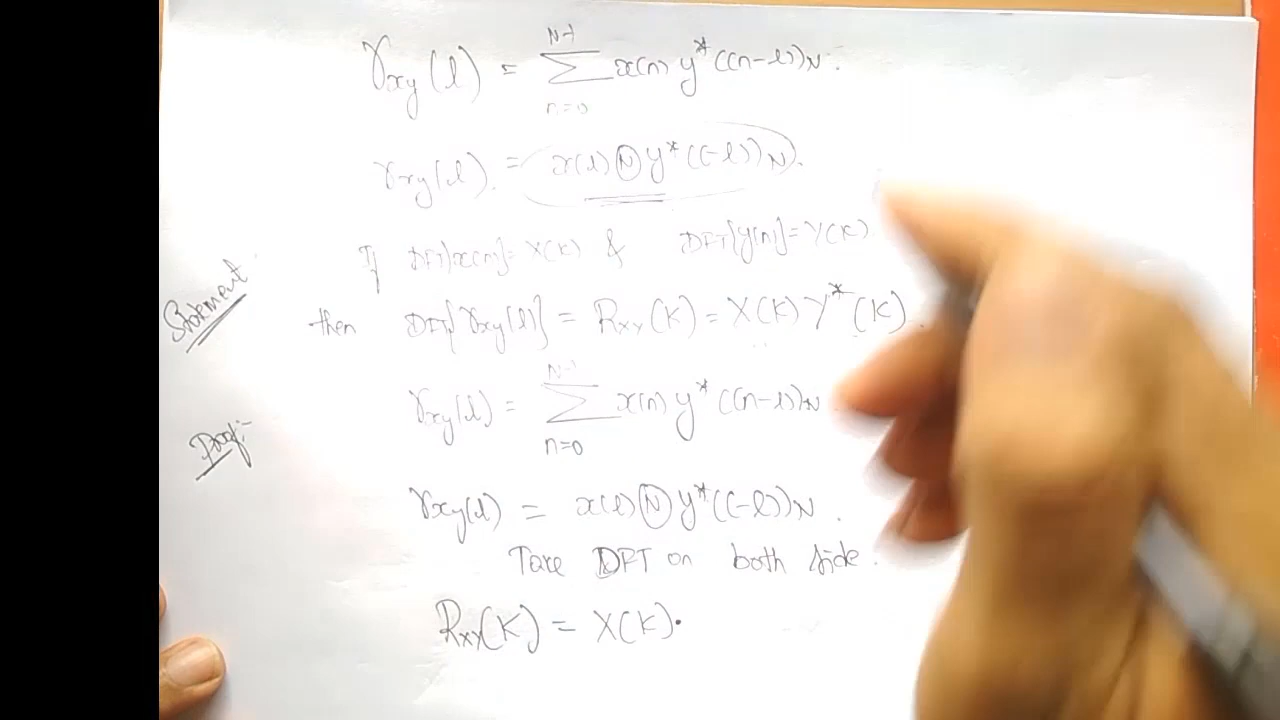 γxy(l) = Σ_{n=0}^{N-1} x(n) y*((n-l))N.
γxy(l) = x(l) Ⓝ y*((-l))N.
If DFT[x(n)] = X(K) & DFT[y(n)] = Y(K)
Statement
then DFT[γxy(l)] = Rxy(K) = X(K) Y*(K).
γxy(l) = Σ_{n=0}^{N-1} x(n) y*((n-l))N
Proof:-
γxy(l) = x(l) Ⓝ y*((-l))N.
Take DFT on both side.
Rxy(K) = X(K).